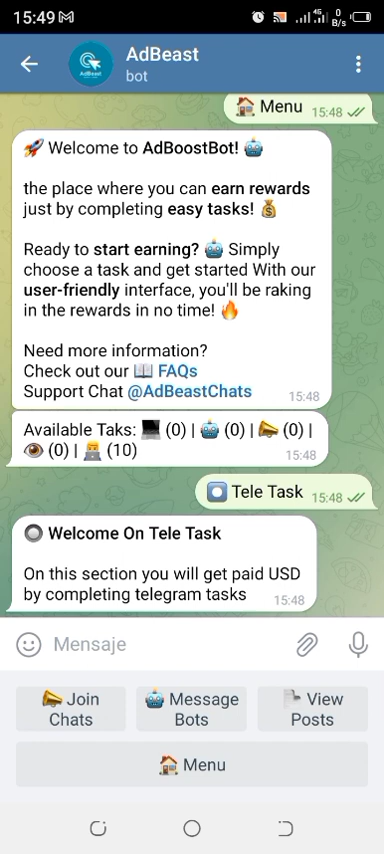 15:49
4G
0
B/s
AdBeast
AdBeast
bot
Menu 15:48
🚀 Welcome to AdBoostBot! 🤖
the place where you can earn rewards
just by completing easy tasks! 💰
Ready to start earning? 🤖 Simply
choose a task and get started With our
user-friendly interface, you'll be raking
in the rewards in no time! 🔥
Need more information?
Check out our 📖 FAQs
Support Chat @AdBeastChats 15:48
Available Taks: 💻 (0) | 🤖 (0) | 📣 (0) |
👁 (0) | 👨‍💻 (10) 15:48
⏺ Tele Task 15:48
🔘 Welcome On Tele Task
On this section you will get paid USD
by completing telegram tasks 15:48
Mensaje
📣 Join
Chats
🤖 Message
Bots
View
Posts
🏠 Menu